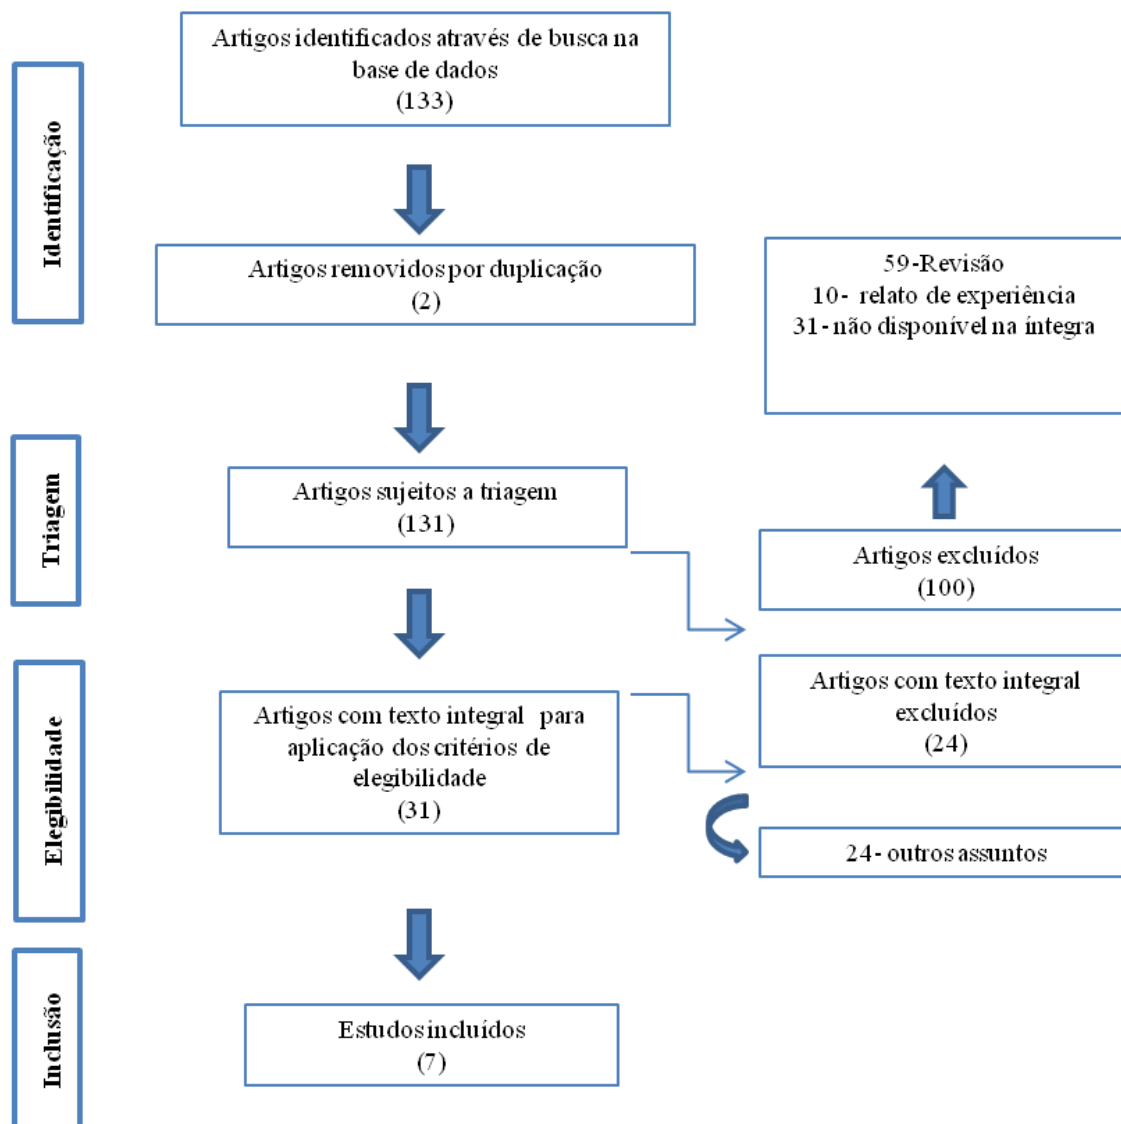 Identificação
Artigos identificados através de busca na
base de dados
(133)
Artigos removidos por duplicação
(2)
59-Revisão
10- relato de experiência
31- não disponível na íntegra
Triagem
Artigos sujeitos a triagem
(131)
Artigos excluídos
(100)
Elegibilidade
Artigos com texto integral para
aplicação dos critérios de
elegibilidade
(31)
Artigos com texto integral
excluídos
(24)
24- outros assuntos
Inclusão
Estudos incluídos
(7)